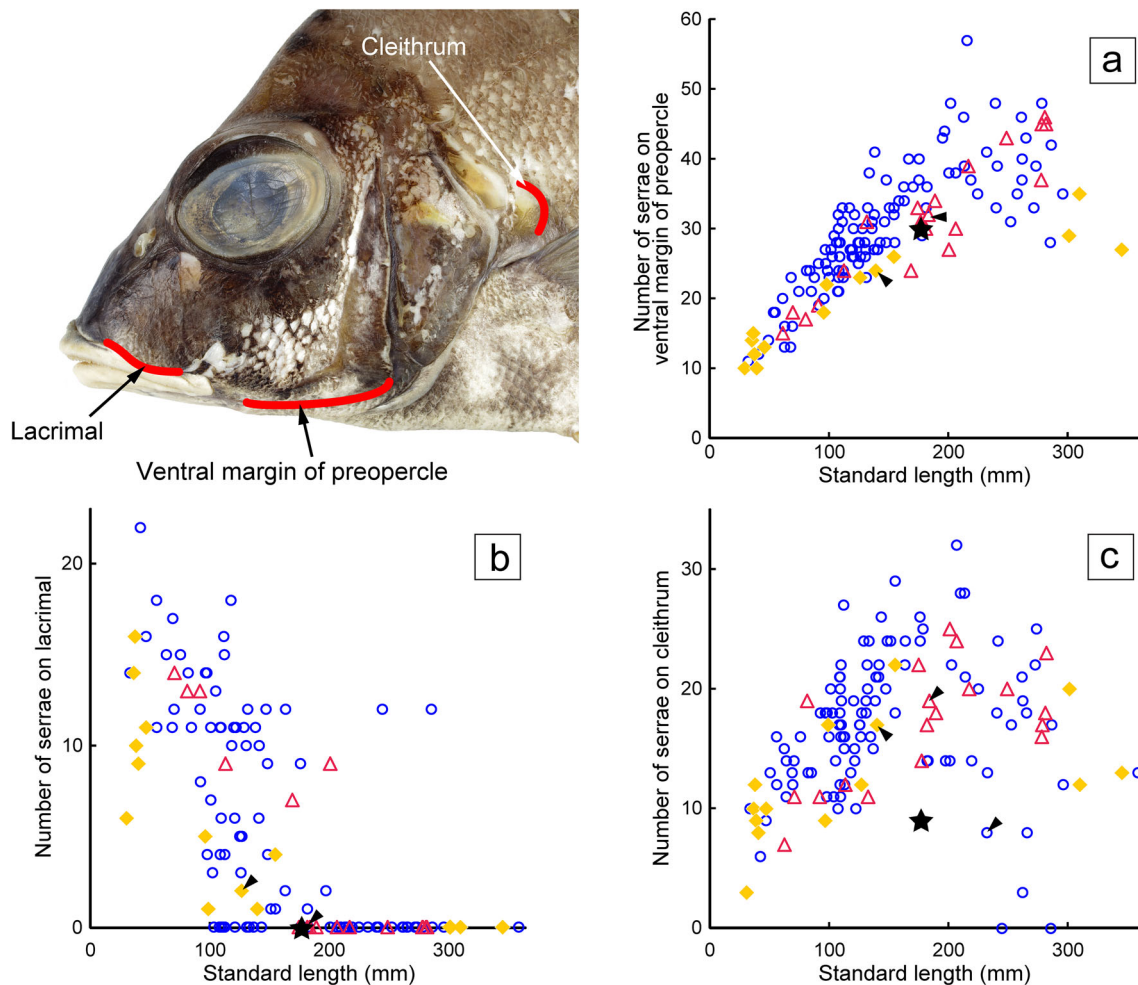 Cleithrum
Lacrimal
Ventral margin of preopercle
a
Number of serrae on
ventral margin of preopercle
60
50
40
30
20
10
0
0 100 200 300
Standard length (mm)
b
Number of serrae on lacrimal
20
10
0
0 100 200 300
Standard length (mm)
c
Number of serrae on cleithrum
30
20
10
0
0 100 200 300
Standard length (mm)